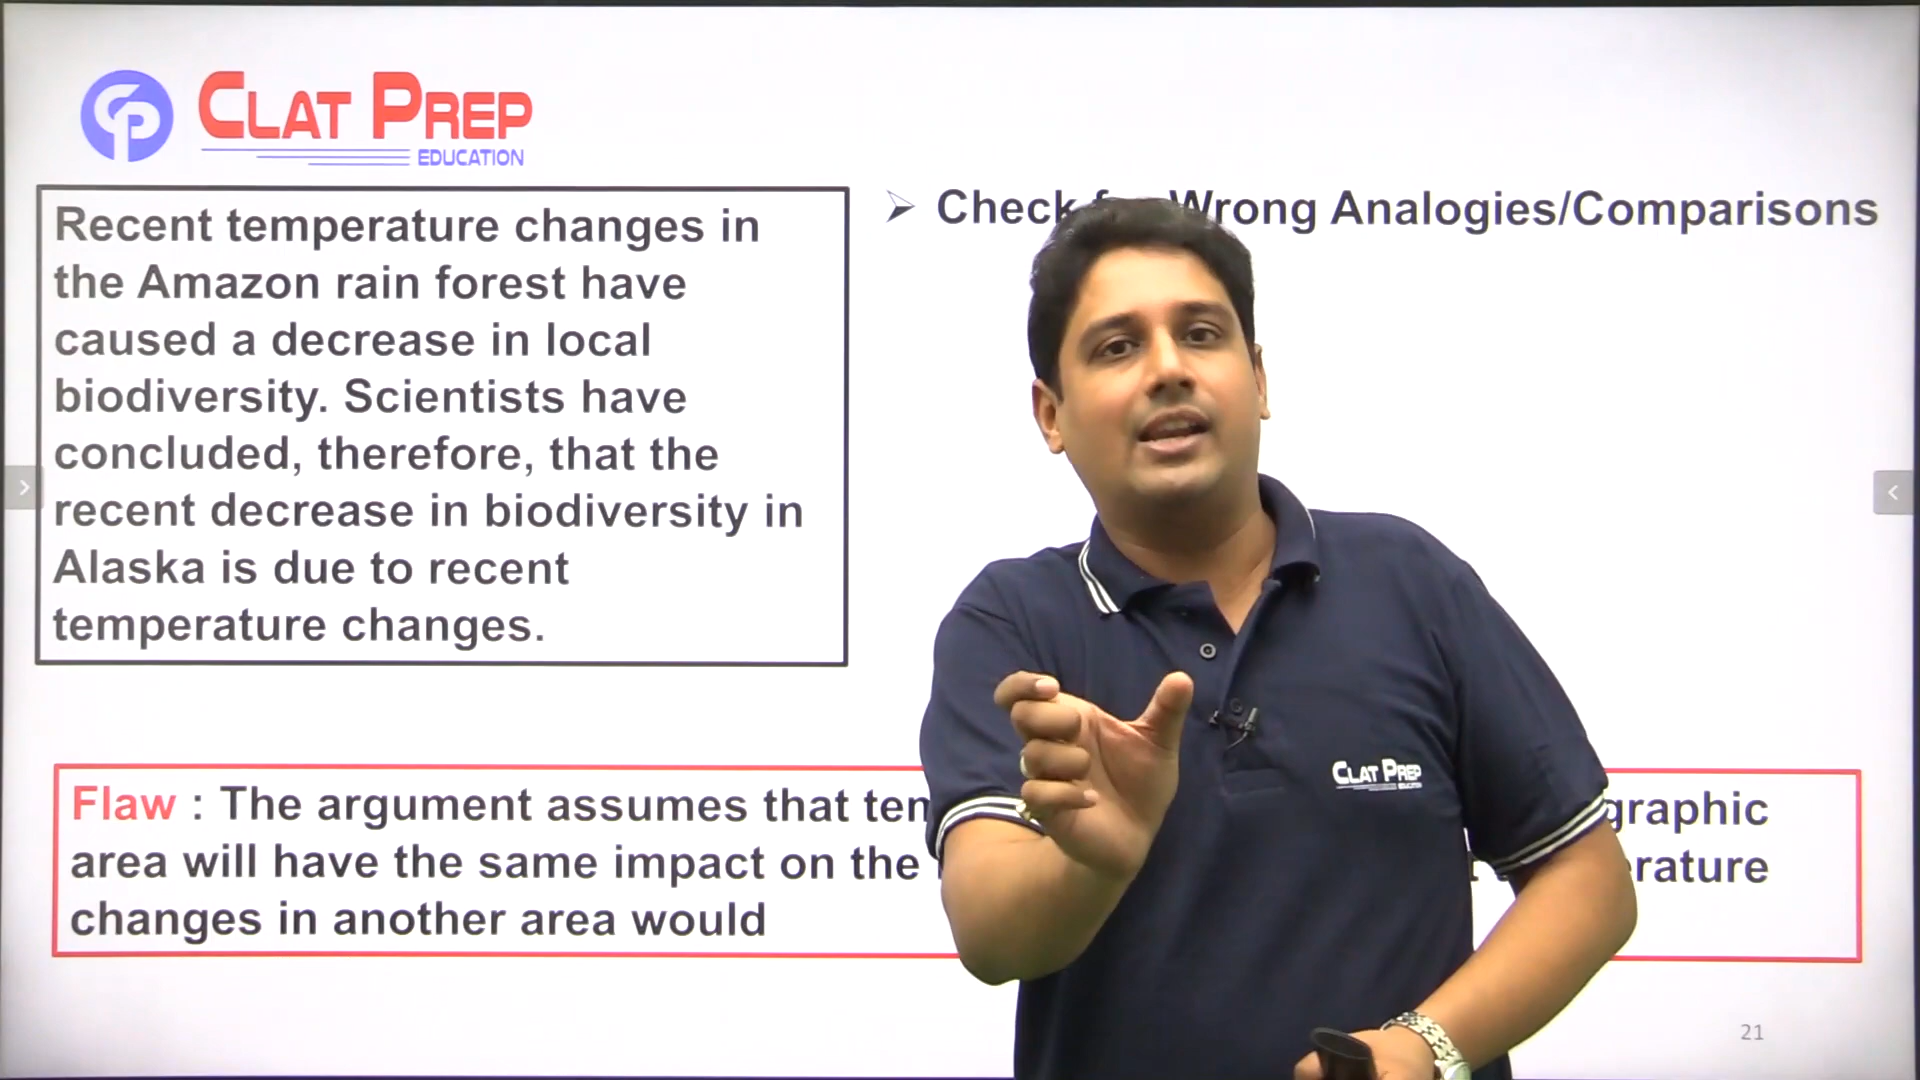 CLAT PREP
EDUCATION
Check Wrong Analogies/Comparisons
Recent temperature changes in
the Amazon rain forest have
caused a decrease in local
biodiversity. Scientists have
concluded, therefore, that the
recent decrease in biodiversity in
Alaska is due to recent
temperature changes.
CLAT PREP
Flaw : The argument assumes that
area will have the same impact on the
changes in another area would
21